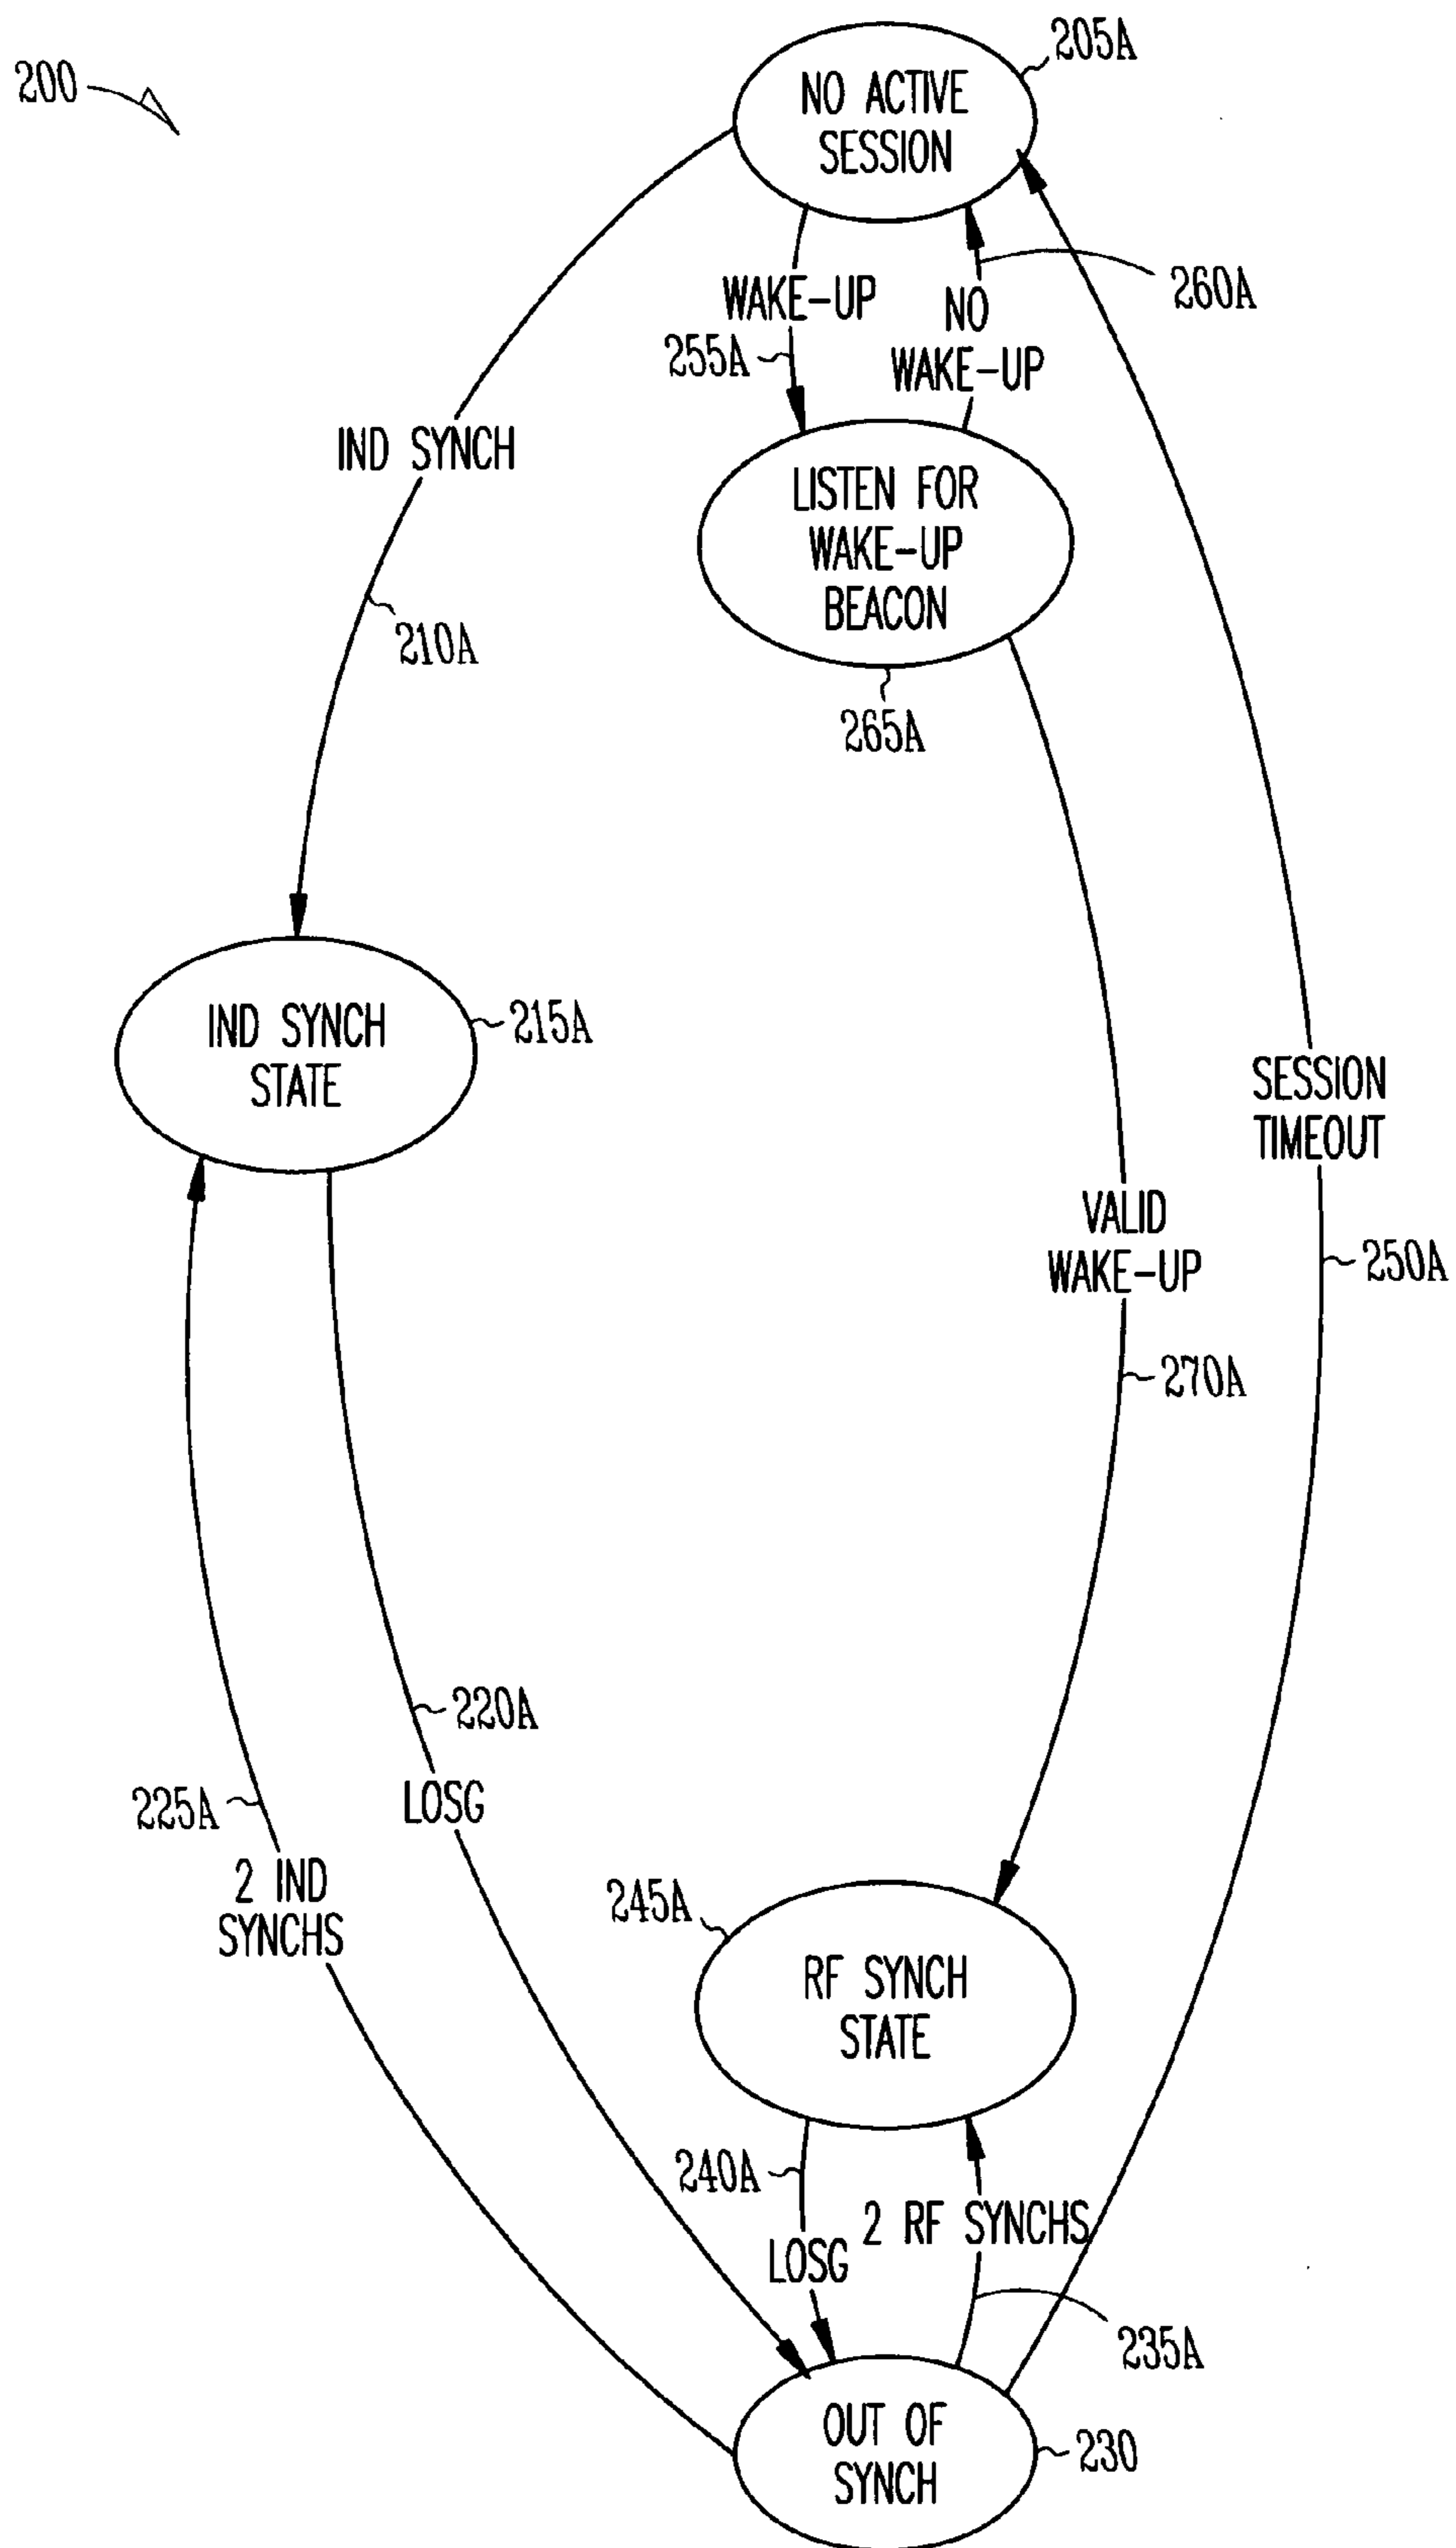 200
205A
NO ACTIVE
SESSION
260A
WAKE-UP
255A
NO
WAKE-UP
IND SYNCH
LISTEN FOR
WAKE-UP
BEACON
210A
265A
IND SYNCH
STATE
215A
SESSION
TIMEOUT
VALID
WAKE-UP
250A
270A
220A
225A
LOSG
2 IND
SYNCHS
245A
RF SYNCH
STATE
240A
2 RF SYNCHS
LOSG
235A
OUT OF
SYNCH
230